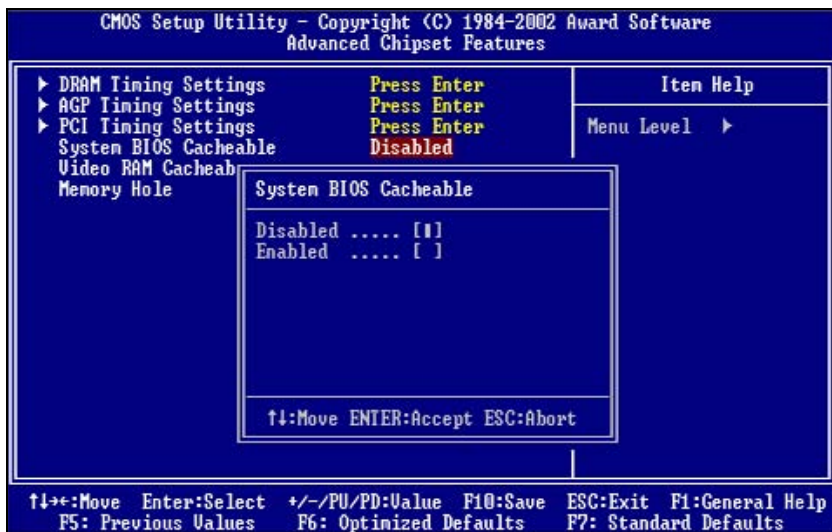 CMOS Setup Utility - Copyright (C) 1984-2002 Award Software
Advanced Chipset Features
▶ DRAM Timing Settings Press Enter
▶ AGP Timing Settings Press Enter
▶ PCI Timing Settings Press Enter
System BIOS Cacheable Disabled
Video RAM Cacheab
Memory Hole
Item Help
Menu Level ▶
System BIOS Cacheable
Disabled ..... [▮]
Enabled ..... [ ]
↑↓:Move ENTER:Accept ESC:Abort
↑↓→←:Move Enter:Select +/-/PU/PD:Value F10:Save ESC:Exit F1:General Help
F5: Previous Values F6: Optimized Defaults F7: Standard Defaults